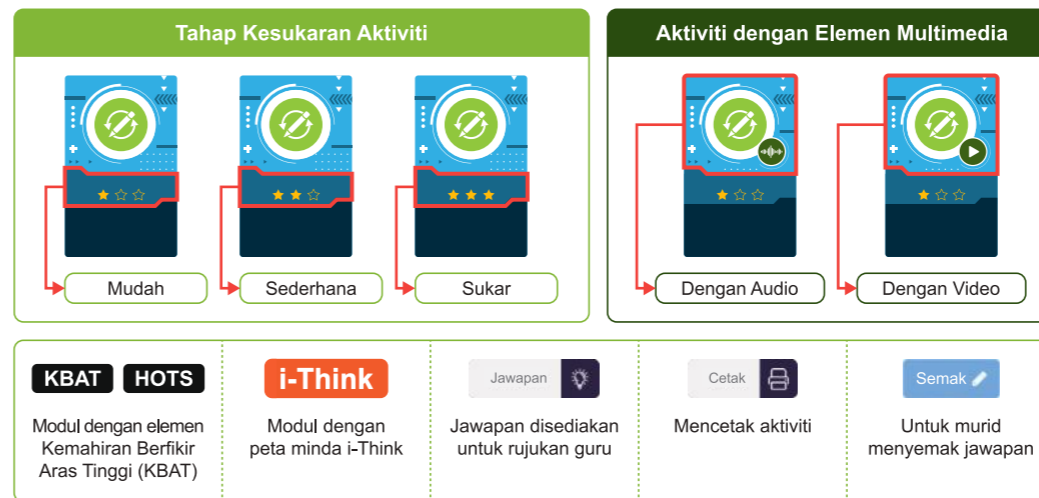 Tahap Kesukaran Aktiviti
Mudah
Sederhana
Sukar
Aktiviti dengan Elemen Multimedia
Dengan Audio
Dengan Video
KBAT HOTS
Modul dengan elemen
Kemahiran Berfikir
Aras Tinggi (KBAT)
i-Think
Modul dengan
peta minda i-Think
Jawapan
Jawapan disediakan
untuk rujukan guru
Cetak
Mencetak aktiviti
Semak
Untuk murid
menyemak jawapan